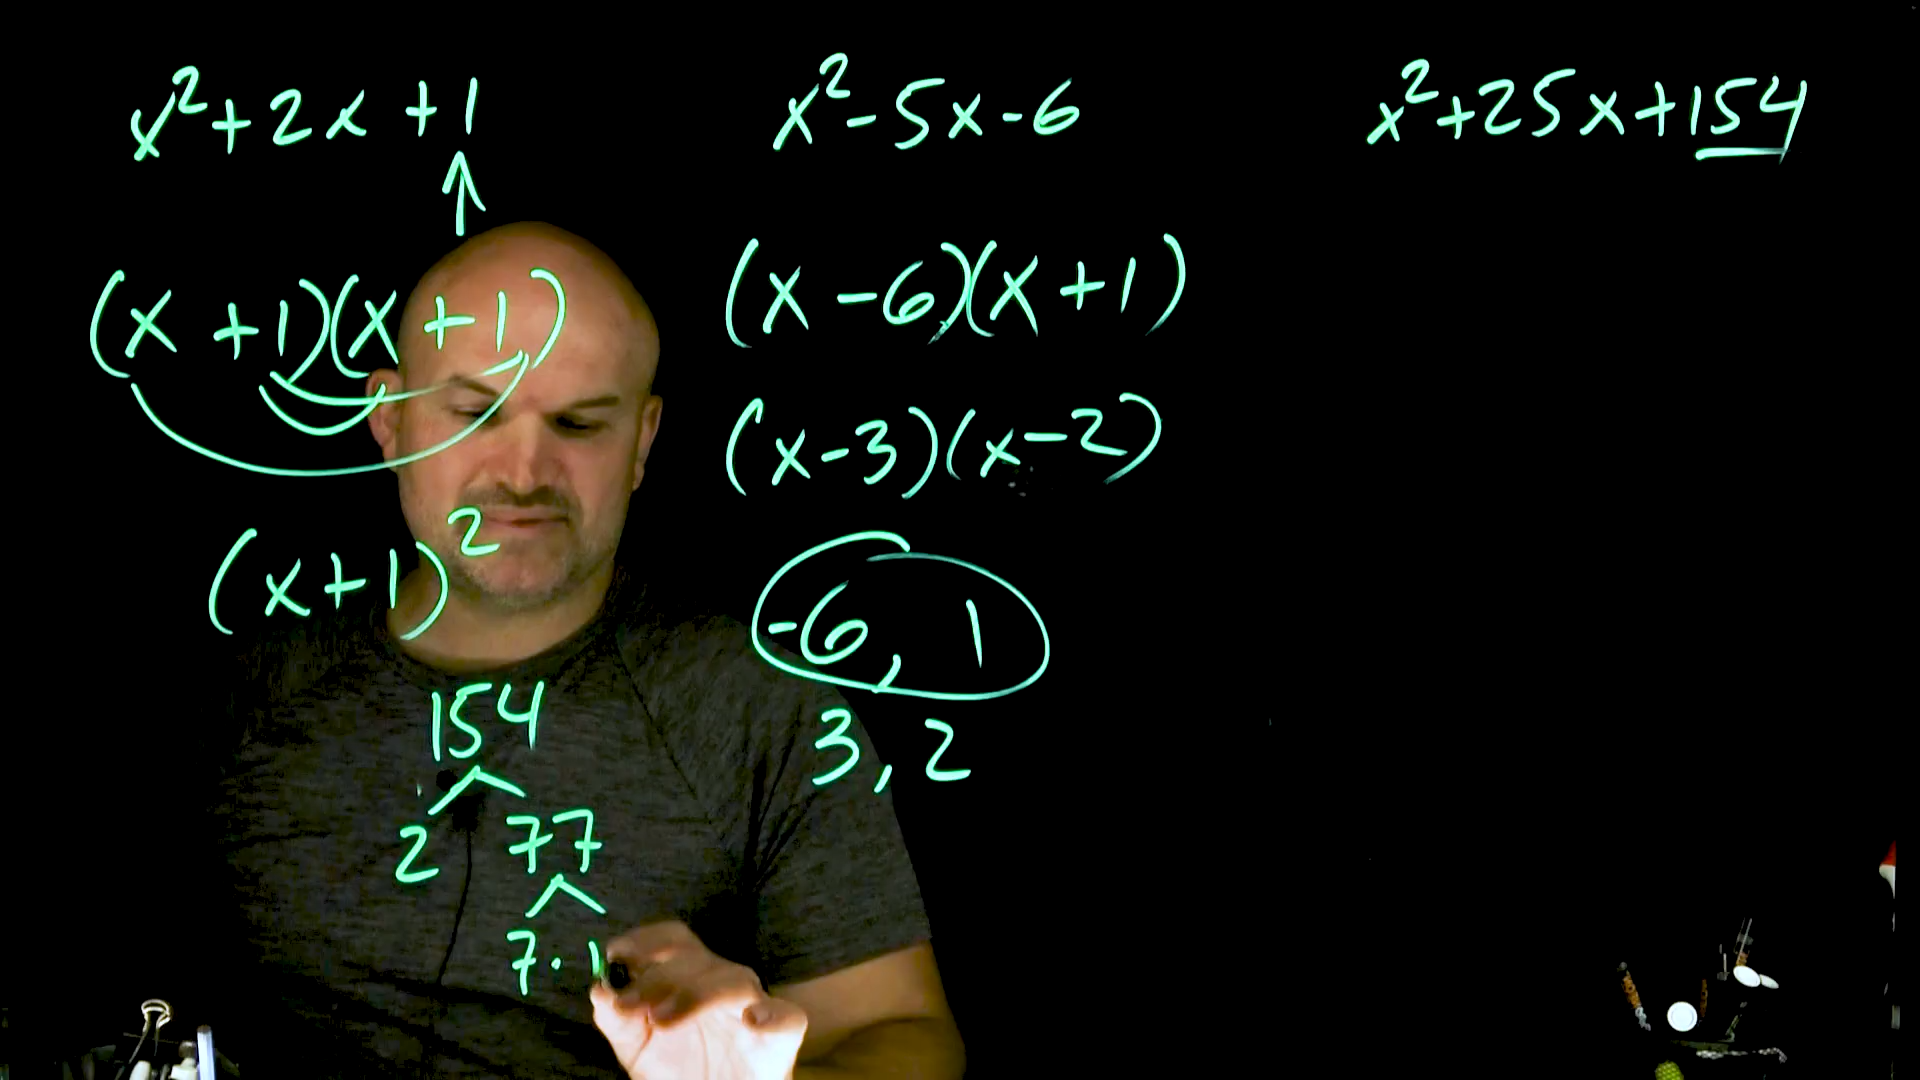 x²+2x+1
(x+1)(x+1)
(x+1)²
154
2 77
7·1
x²-5x-6
(x-6)(x+1)
(x-3)(x-2)
-6, 1
3, 2
x²+25x+154